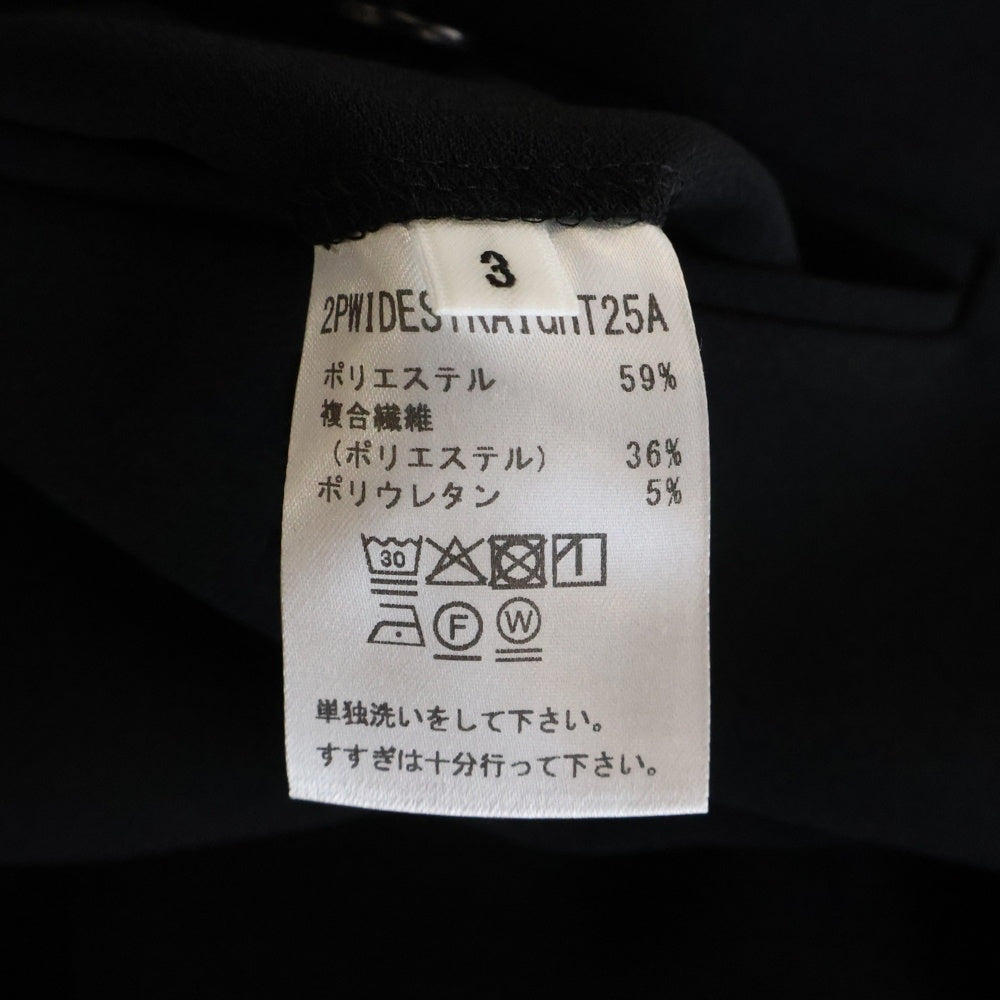 3
2PWIDESTRAIGHT25A
ポリエステル 59%
複合繊維
(ポリエステル) 36%
ポリウレタン 5%
30
F W
単独洗いをして下さい。
すすぎは十分行って下さい。